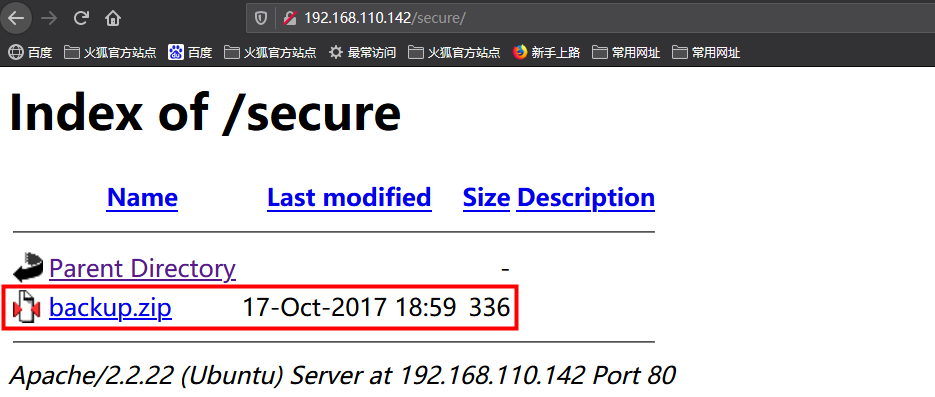 192.168.110.142/secure/
百度 火狐官方站点 百度 火狐官方站点 最常访问 火狐官方站点 新手上路 常用网址 常用网址
Index of /secure
Name Last modified Size Description
Parent Directory -
backup.zip 17-Oct-2017 18:59 336
Apache/2.2.22 (Ubuntu) Server at 192.168.110.142 Port 80